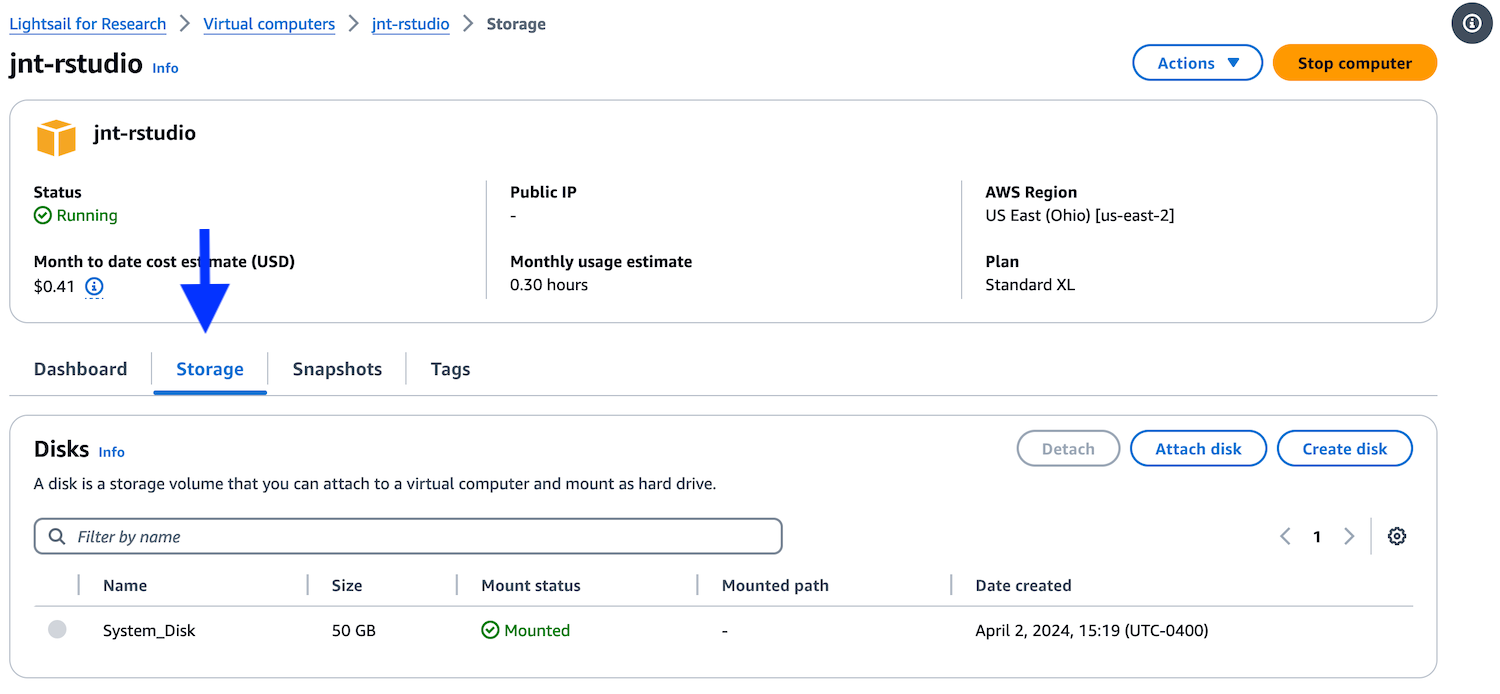 Lightsail for Research > Virtual computers > jnt-rstudio > Storage
jnt-rstudio Info
Actions ▼ Stop computer
jnt-rstudio
Status Public IP AWS Region
Running - US East (Ohio) [us-east-2]
Month to date cost estimate (USD) Monthly usage estimate Plan
$0.41 0.30 hours Standard XL
Dashboard Storage Snapshots Tags
Disks Info Detach Attach disk Create disk
A disk is a storage volume that you can attach to a virtual computer and mount as hard drive.
Filter by name < 1 >
Name Size Mount status Mounted path Date created
System_Disk 50 GB Mounted - April 2, 2024, 15:19 (UTC-0400)